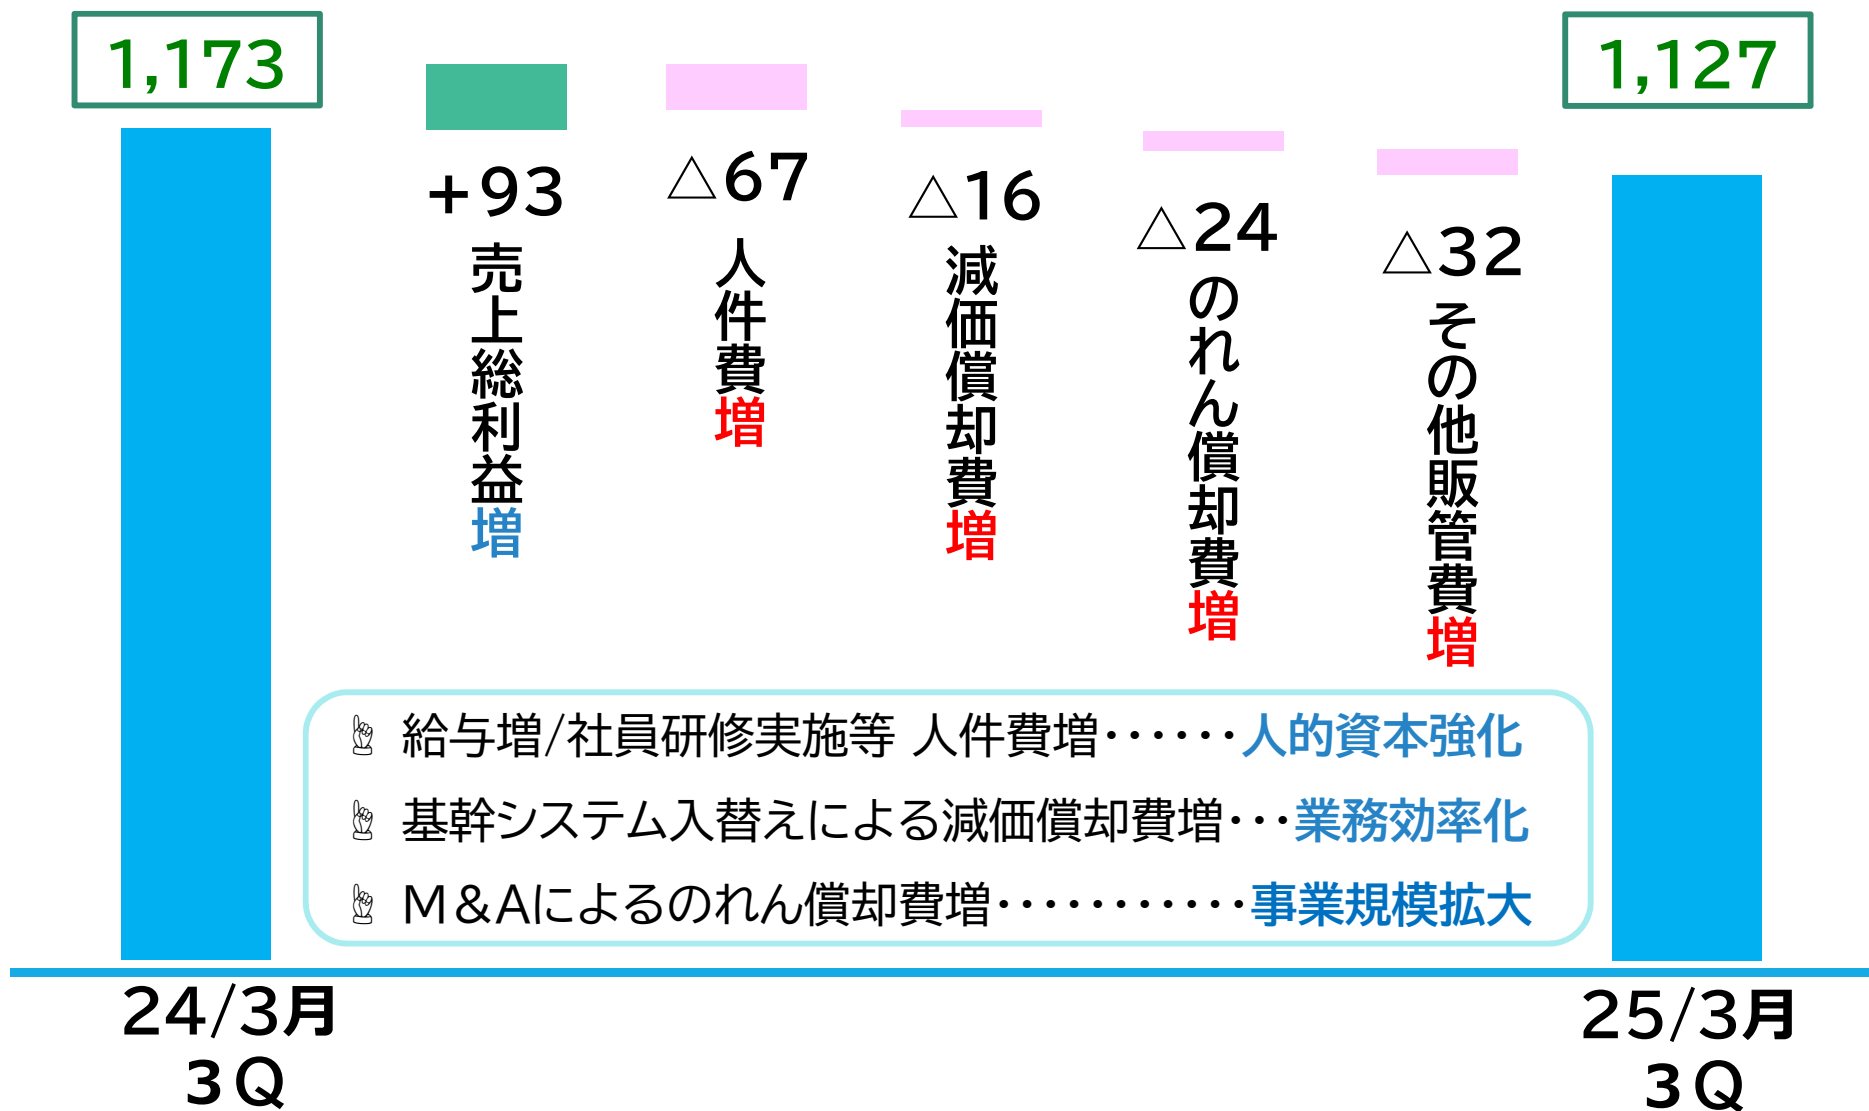 1,173
+93
売上総利益増
△67
人件費増
△16
減価償却費増
△24
のれん償却費増
△32
その他販管費増
1,127
給与増/社員研修実施等 人件費増・・・・・・人的資本強化
基幹システム入替えによる減価償却費増・・・業務効率化
M&Aによるのれん償却費増・・・・・・・・・・・事業規模拡大
24/3月
3Q
25/3月
3Q